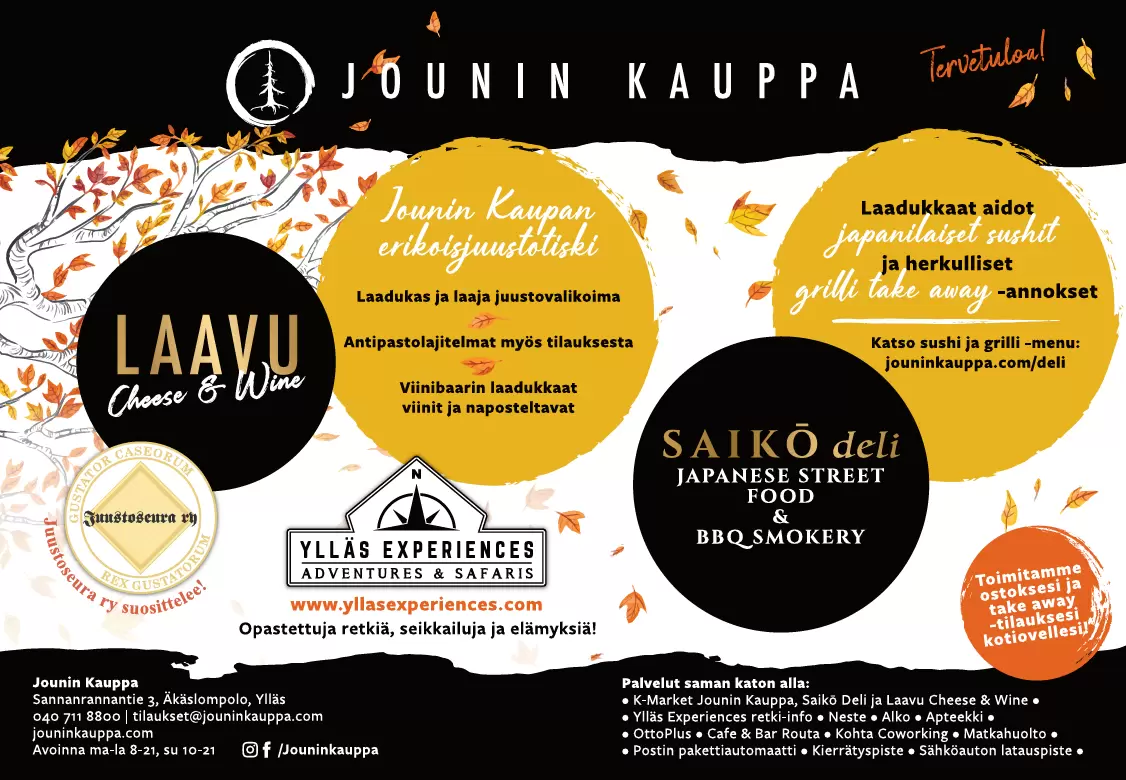 JOUNIN KAUPPA
Tervetuloa!
LAAVU
Cheese & Wine
Jounin Kaupan
erikoisjuustotiski
Laadukas ja laaja juustovalikoima
Antipastolajitelmat myös tilauksesta
Viinibaarin laadukkaat
viinit ja naposteltavat
Laadukkaat aidot
japanilaiset sushit
ja herkulliset
grilli take away -annokset
Katso sushi ja grilli –menu:
jouninkauppa.com/deli
SAIKŌ deli
JAPANESE STREET
FOOD
&
BBQ SMOKERY
GUSTATOR CASEORUM
Juustoseura ry
REX GUSTATORUM
Juustoseura ry suosittelee!
N
YLLÄS EXPERIENCES
ADVENTURES & SAFARIS
www.yllasexperiences.com
Opastettuja retkiä, seikkailuja ja elämyksiä!
Toimitamme
ostoksesi ja
take away
-tilauksesi
kotiovellesi!
Jounin Kauppa
Sannanrannantie 3, Äkäslompolo, Ylläs
040 711 8800 | tilaukset@jouninkauppa.com
jouninkauppa.com
Avoinna ma-la 8-21, su 10-21
/Jouninkauppa
Palvelut saman katon alla:
• K-Market Jounin Kauppa, Saikō Deli ja Laavu Cheese & Wine •
• Ylläs Experiences retki-info • Neste • Alko • Apteekki •
• OttoPlus • Cafe & Bar Routa • Kohta Coworking • Matkahuolto •
• Postin pakettiautomaatti • Kierrätyspiste • Sähköauton latauspiste •